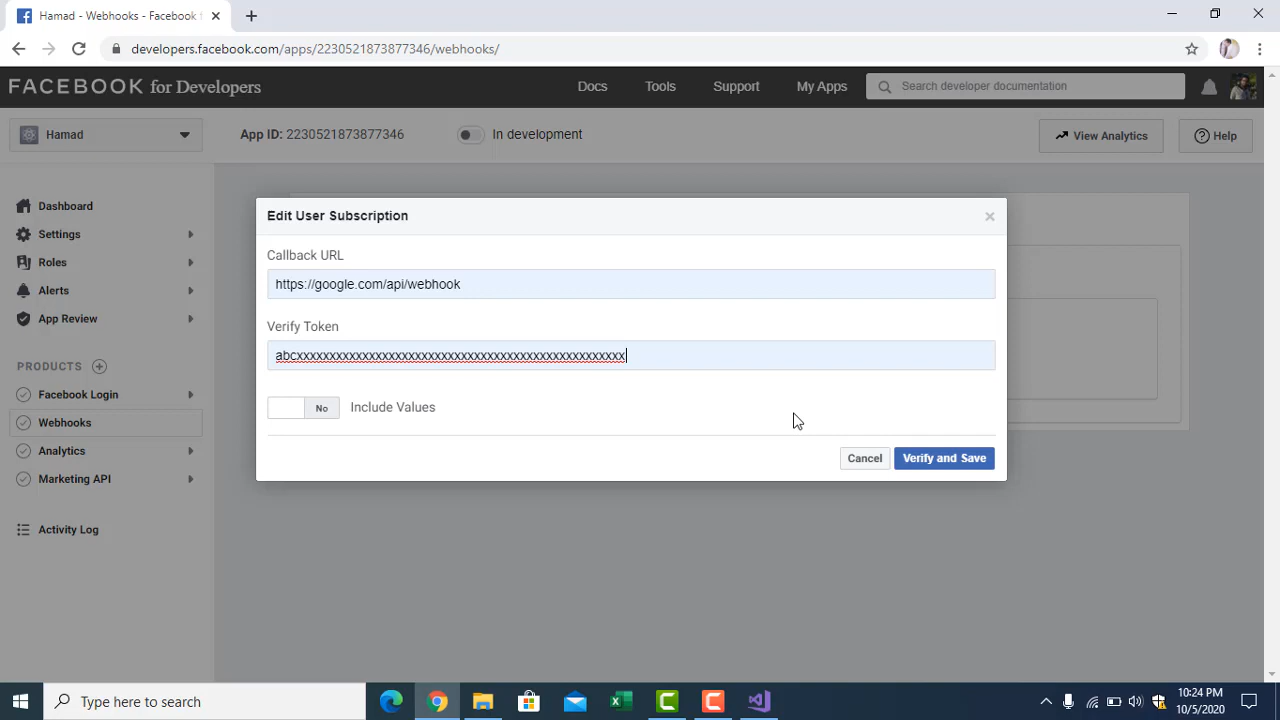 Hamad - Webhooks - Facebook f
developers.facebook.com/apps/2230521873877346/webhooks/
FACEBOOK for Developers
Docs
Tools
Support
My Apps
Search developer documentation
Hamad
App ID: 2230521873877346
In development
View Analytics
Help
Dashboard
Settings
Roles
Alerts
App Review
PRODUCTS
Facebook Login
Webhooks
Analytics
Marketing API
Activity Log
Edit User Subscription
Callback URL
https://google.com/api/webhook
Verify Token
abcxxxxxxxxxxxxxxxxxxxxxxxxxxxxxxxxxxxxxxxxxxxxxxxxxx
No
Include Values
Cancel
Verify and Save
Type here to search
10:24 PM
10/5/2020